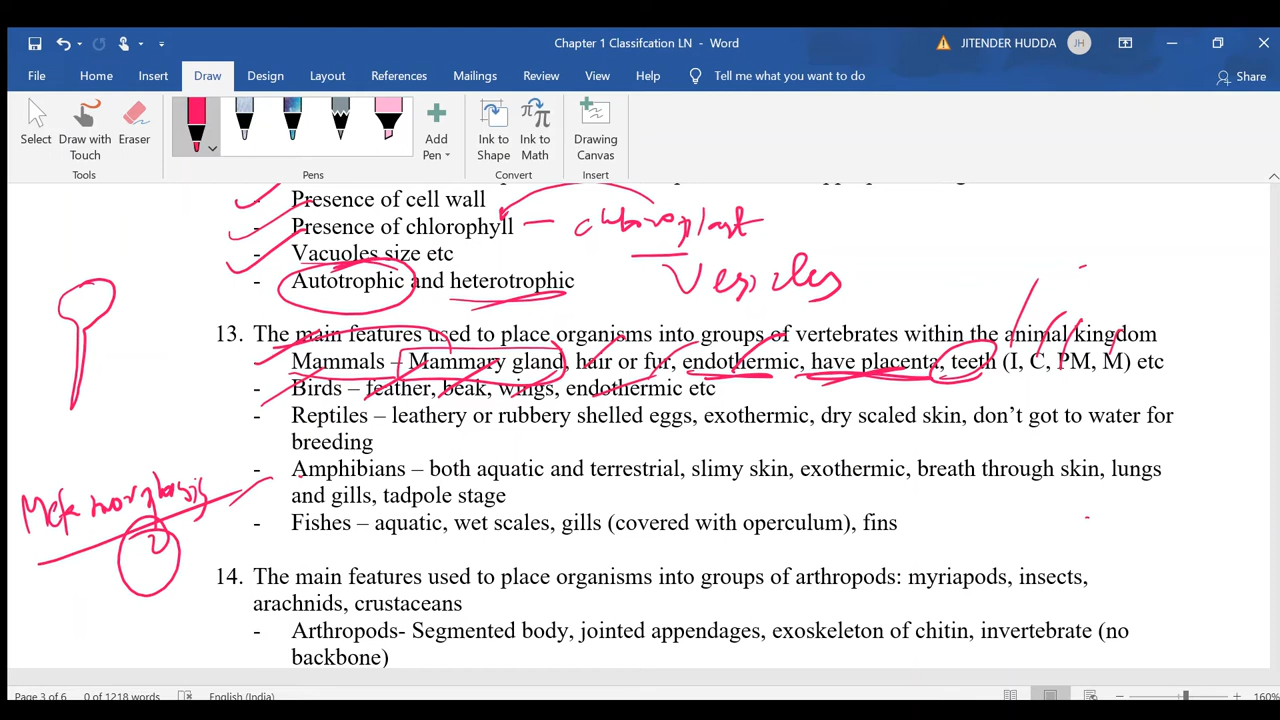 Chapter 1 Classifcation LN - Word
JITENDER HUDDA
JH
File Home Insert Draw Design Layout References Mailings Review View Help Tell me what you want to do
Share
Select
Draw with Touch
Eraser
Add Pen
Ink to Shape
Ink to Math
Drawing Canvas
Tools Pens Convert Insert
- Presence of cell wall
- Presence of chlorophyll – chloroplast
- Vacuoles size etc
Vesicles
- Autotrophic and heterotrophic
13. The main features used to place organisms into groups of vertebrates within the animal kingdom
- Mammals – Mammary gland, hair or fur, endothermic, have placenta, teeth (I, C, PM, M) etc
- Birds – feather, beak, wings, endothermic etc
- Reptiles – leathery or rubbery shelled eggs, exothermic, dry scaled skin, don't got to water for
breeding
- Amphibians – both aquatic and terrestrial, slimy skin, exothermic, breath through skin, lungs
and gills, tadpole stage
Metamorphosis
- Fishes – aquatic, wet scales, gills (covered with operculum), fins
14. The main features used to place organisms into groups of arthropods: myriapods, insects,
arachnids, crustaceans
- Arthropods- Segmented body, jointed appendages, exoskeleton of chitin, invertebrate (no
backbone)
Page 3 of 6 0 of 1218 words English (India) 160%